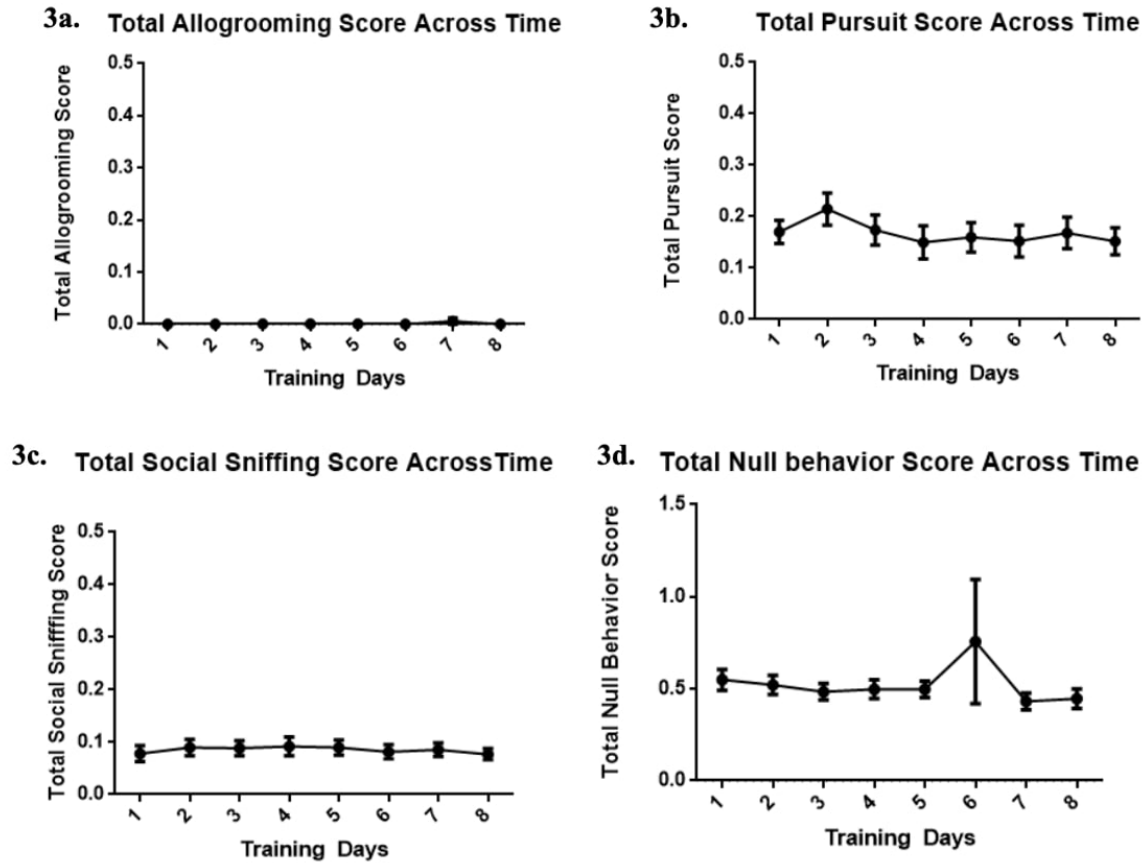 3a. Total Allogrooming Score Across Time
Total Allogrooming Score
0.5
0.4
0.3
0.2
0.1
0.0
1 2 3 4 5 6 7 8
Training Days
3b. Total Pursuit Score Across Time
Total Pursuit Score
0.5
0.4
0.3
0.2
0.1
0.0
1 2 3 4 5 6 7 8
Training Days
3c. Total Social Sniffing Score AcrossTime
Total Social Snifffing Score
0.5
0.4
0.3
0.2
0.1
0.0
1 2 3 4 5 6 7 8
Training Days
3d. Total Null behavior Score Across Time
Total Null Behavior Score
1.5
1.0
0.5
0.0
1 2 3 4 5 6 7 8
Training Days